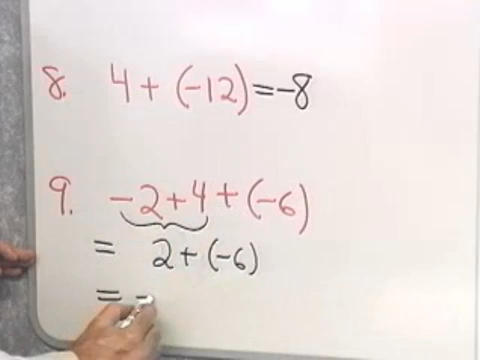 8. 4 + (-12) = -8
9. -2 + 4 + (-6)
= 2 + (-6)
= -